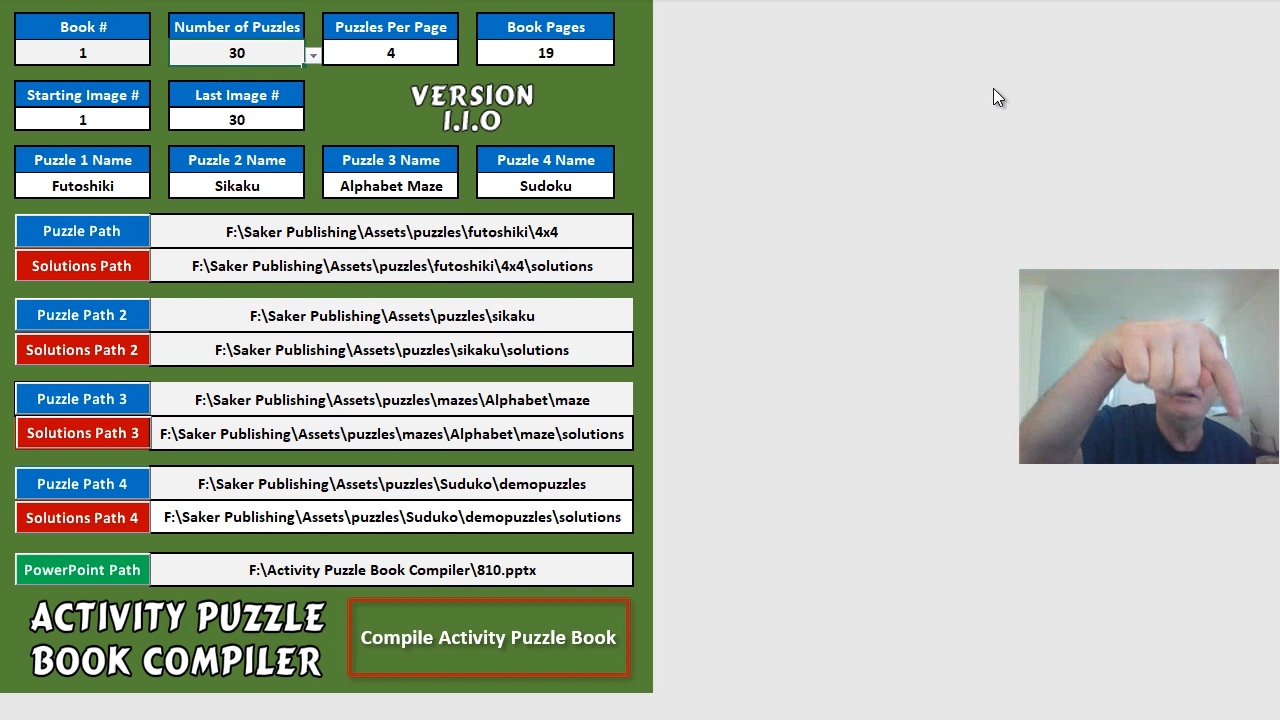 Book #
Number of Puzzles
Puzzles Per Page
Book Pages
1
30
4
19
Starting Image #
Last Image #
1
30
VERSION
1.1.0
Puzzle 1 Name
Puzzle 2 Name
Puzzle 3 Name
Puzzle 4 Name
Futoshiki
Sikaku
Alphabet Maze
Sudoku
Puzzle Path
F:\Saker Publishing\Assets\puzzles\futoshiki\4x4
Solutions Path
F:\Saker Publishing\Assets\puzzles\futoshiki\4x4\solutions
Puzzle Path 2
F:\Saker Publishing\Assets\puzzles\sikaku
Solutions Path 2
F:\Saker Publishing\Assets\puzzles\sikaku\solutions
Puzzle Path 3
F:\Saker Publishing\Assets\puzzles\mazes\Alphabet\maze
Solutions Path 3
F:\Saker Publishing\Assets\puzzles\mazes\Alphabet\maze\solutions
Puzzle Path 4
F:\Saker Publishing\Assets\puzzles\Suduko\demopuzzles
Solutions Path 4
F:\Saker Publishing\Assets\puzzles\Suduko\demopuzzles\solutions
PowerPoint Path
F:\Activity Puzzle Book Compiler\810.pptx
ACTIVITY PUZZLE
BOOK COMPILER
Compile Activity Puzzle Book